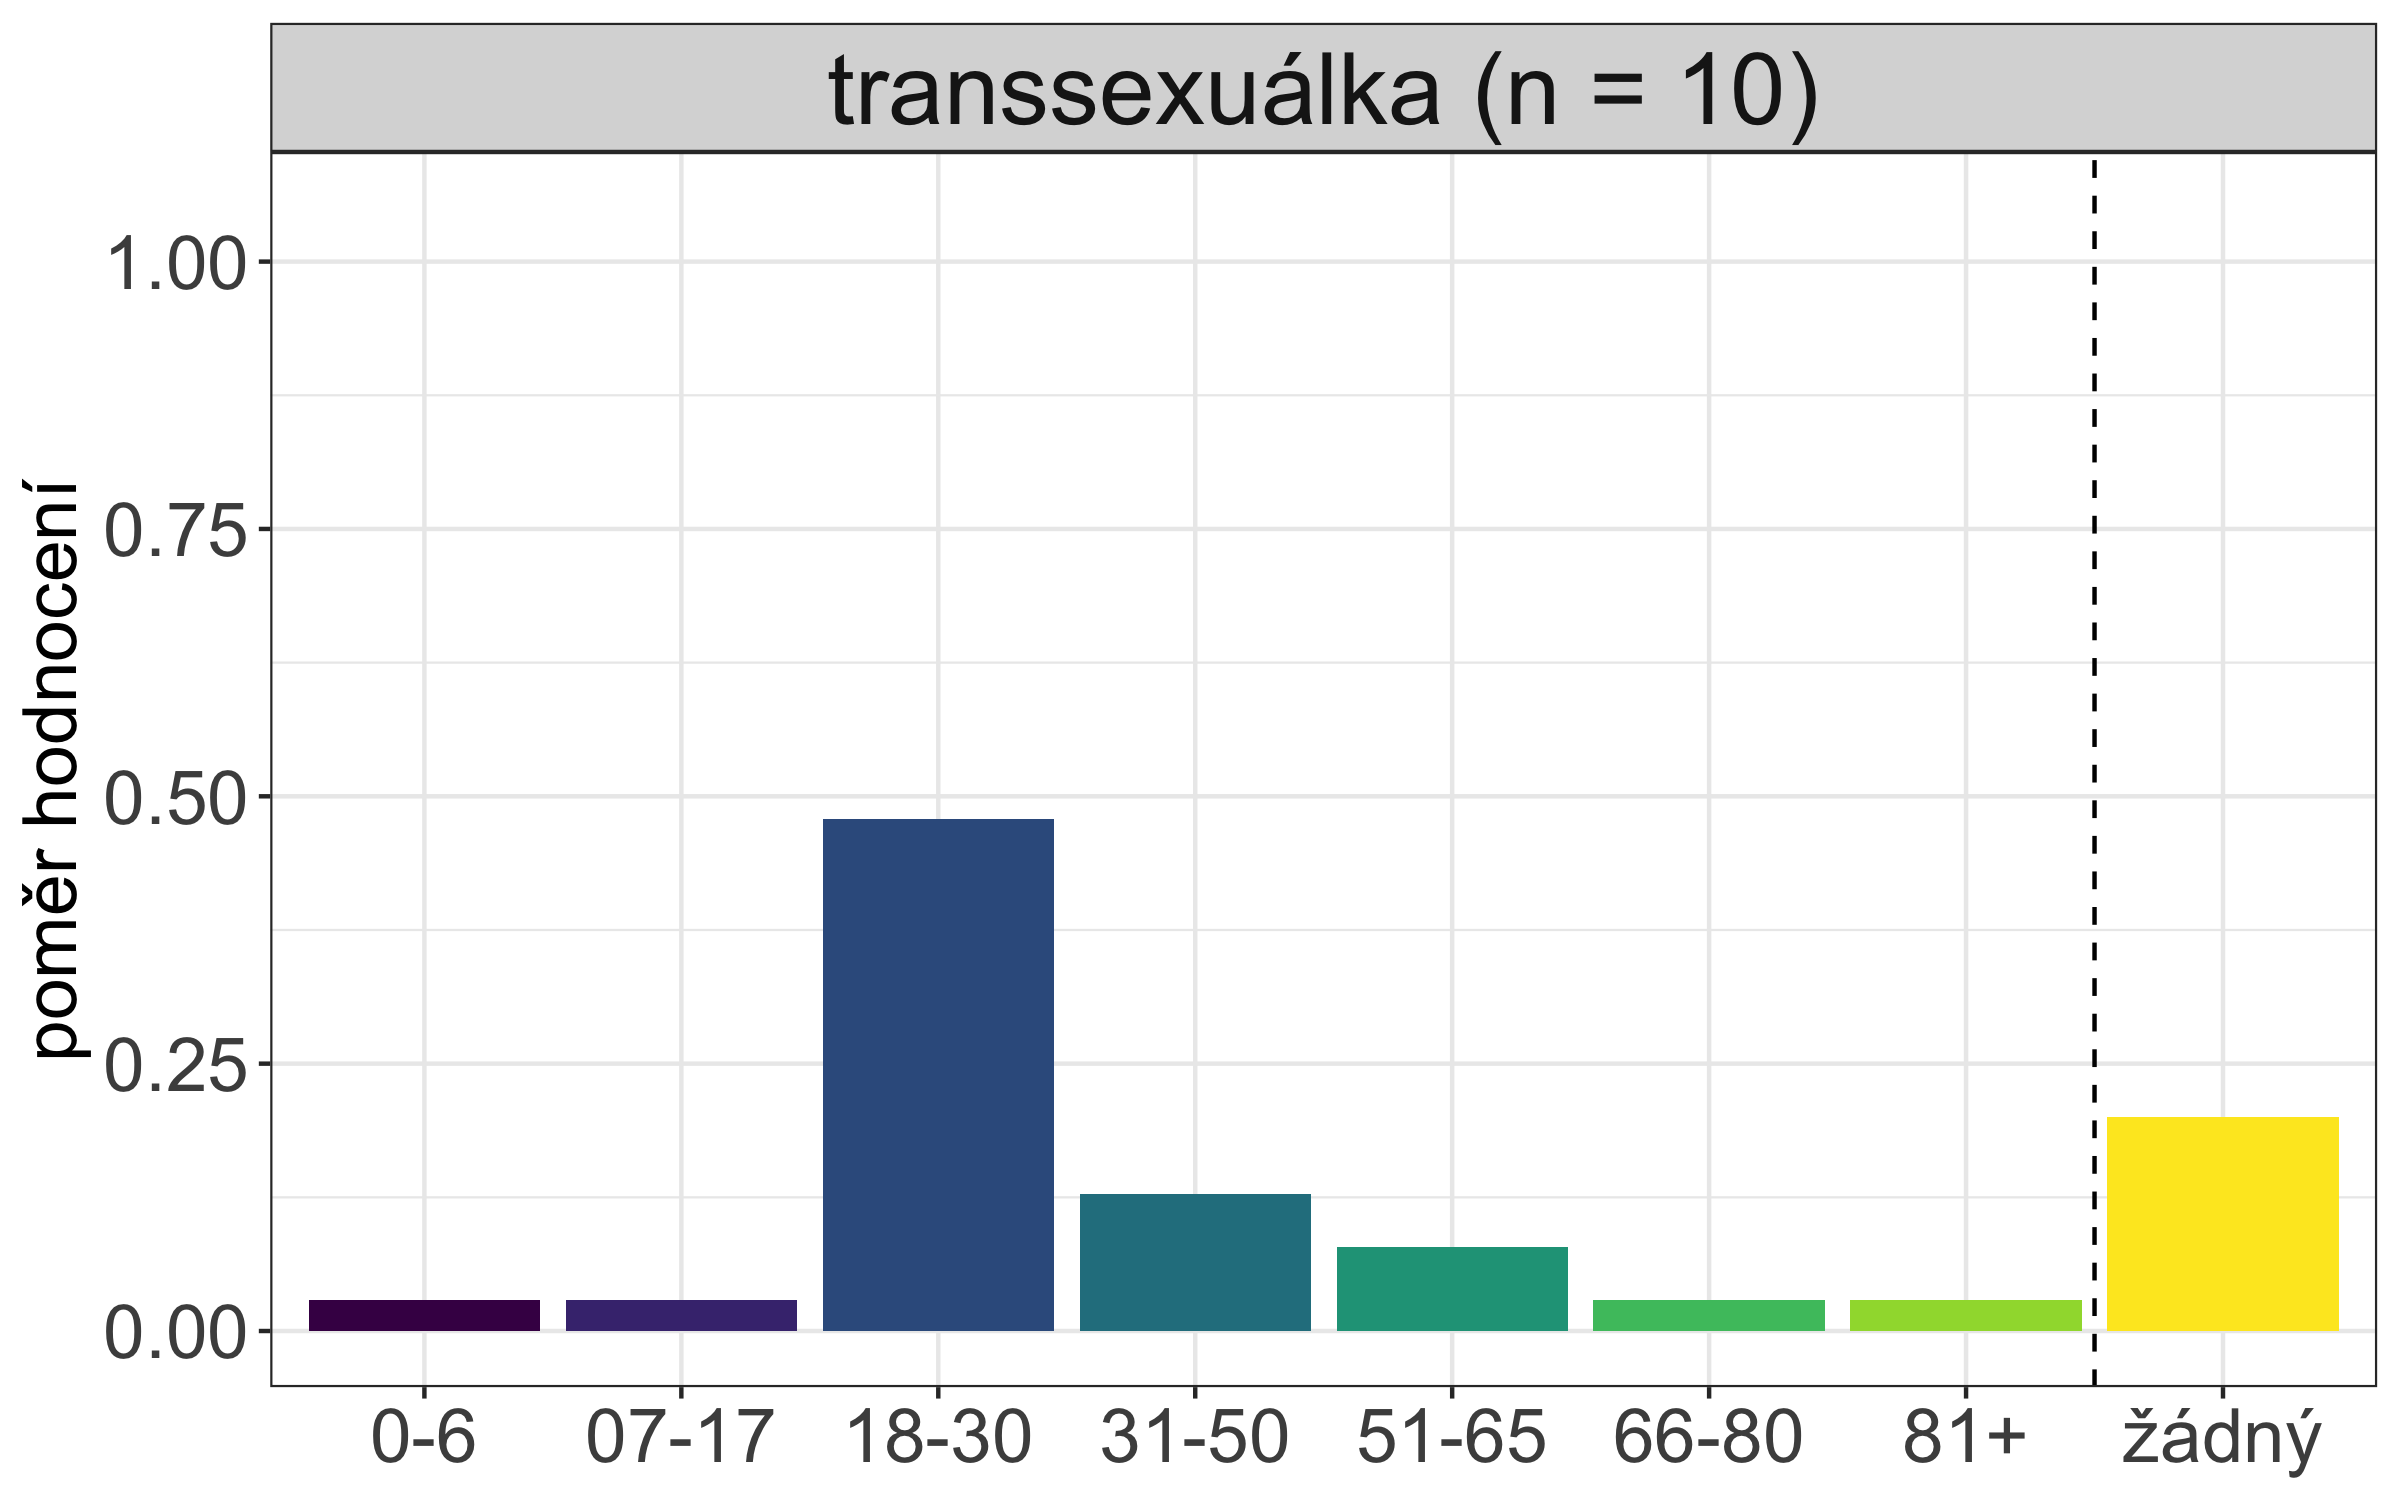 transsexuálka (n = 10)
poměr hodnocení
1.00
0.75
0.50
0.25
0.00
0-6 07-17 18-30 31-50 51-65 66-80 81+ žádný